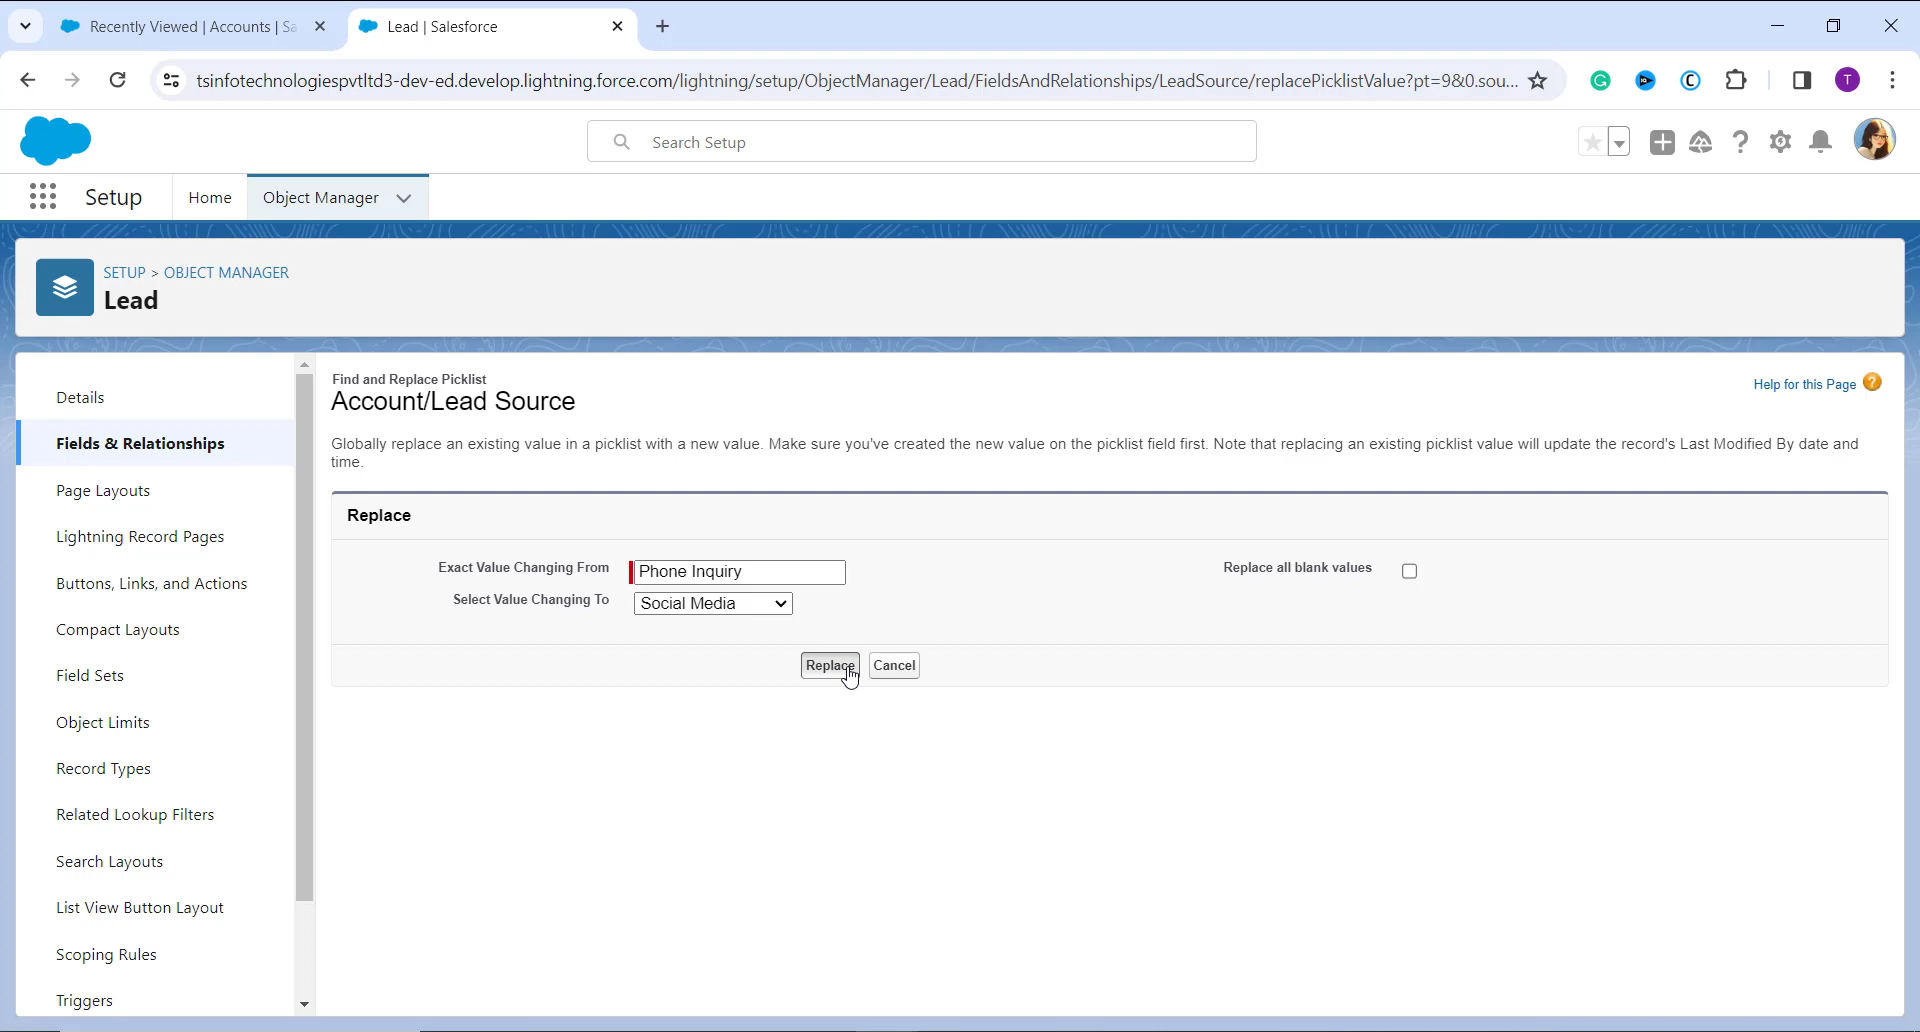 Recently Viewed | Accounts | Sa
Lead | Salesforce
tsinfotechnologiespvtltd3-dev-ed.develop.lightning.force.com/lightning/setup/ObjectManager/Lead/FieldsAndRelationships/LeadSource/replacePicklistValue?pt=9&0.sou...
T
Search Setup
Setup
Home
Object Manager
SETUP > OBJECT MANAGER
Lead
Details
Fields & Relationships
Page Layouts
Lightning Record Pages
Buttons, Links, and Actions
Compact Layouts
Field Sets
Object Limits
Record Types
Related Lookup Filters
Search Layouts
List View Button Layout
Scoping Rules
Triggers
Find and Replace Picklist
Account/Lead Source
Help for this Page ?
Globally replace an existing value in a picklist with a new value. Make sure you've created the new value on the picklist field first. Note that replacing an existing picklist value will update the record's Last Modified By date and
time.
Replace
Exact Value Changing From Phone Inquiry
Replace all blank values
Select Value Changing To Social Media
Replace Cancel